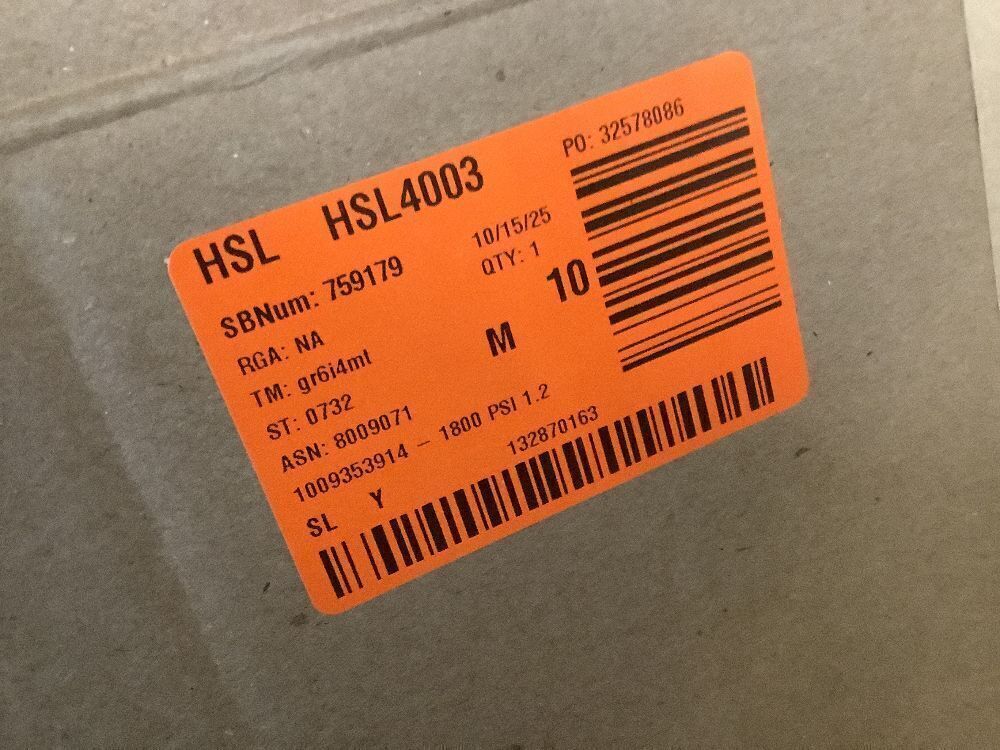 HSL HSL4003
PO: 32578086
SBNum: 759179
10/15/25
RGA: NA
QTY: 1
TM: gr6i4mt
M
10
ST: 0732
ASN: 8009071
1009353914 – 1800 PSI 1.2
SL Y
132870163